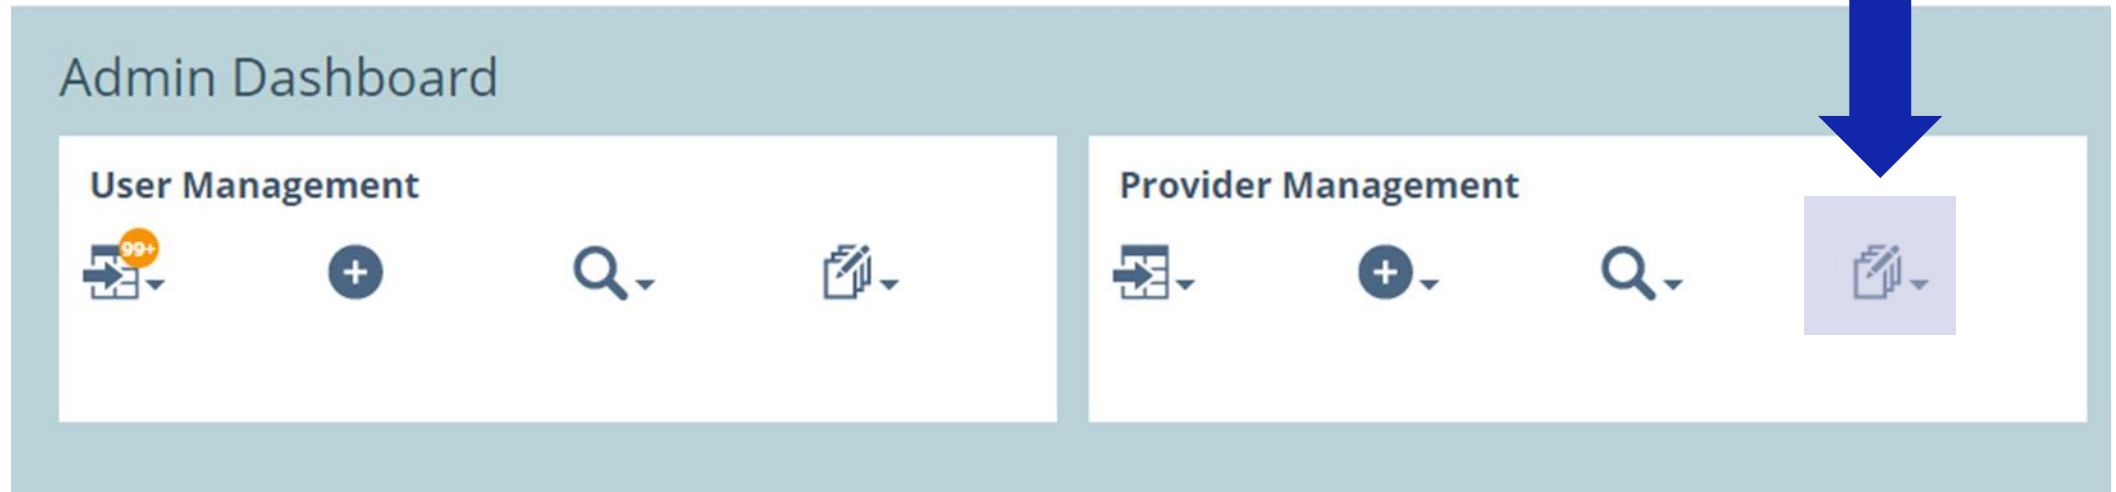 Admin Dashboard
User Management
Provider Management
99+